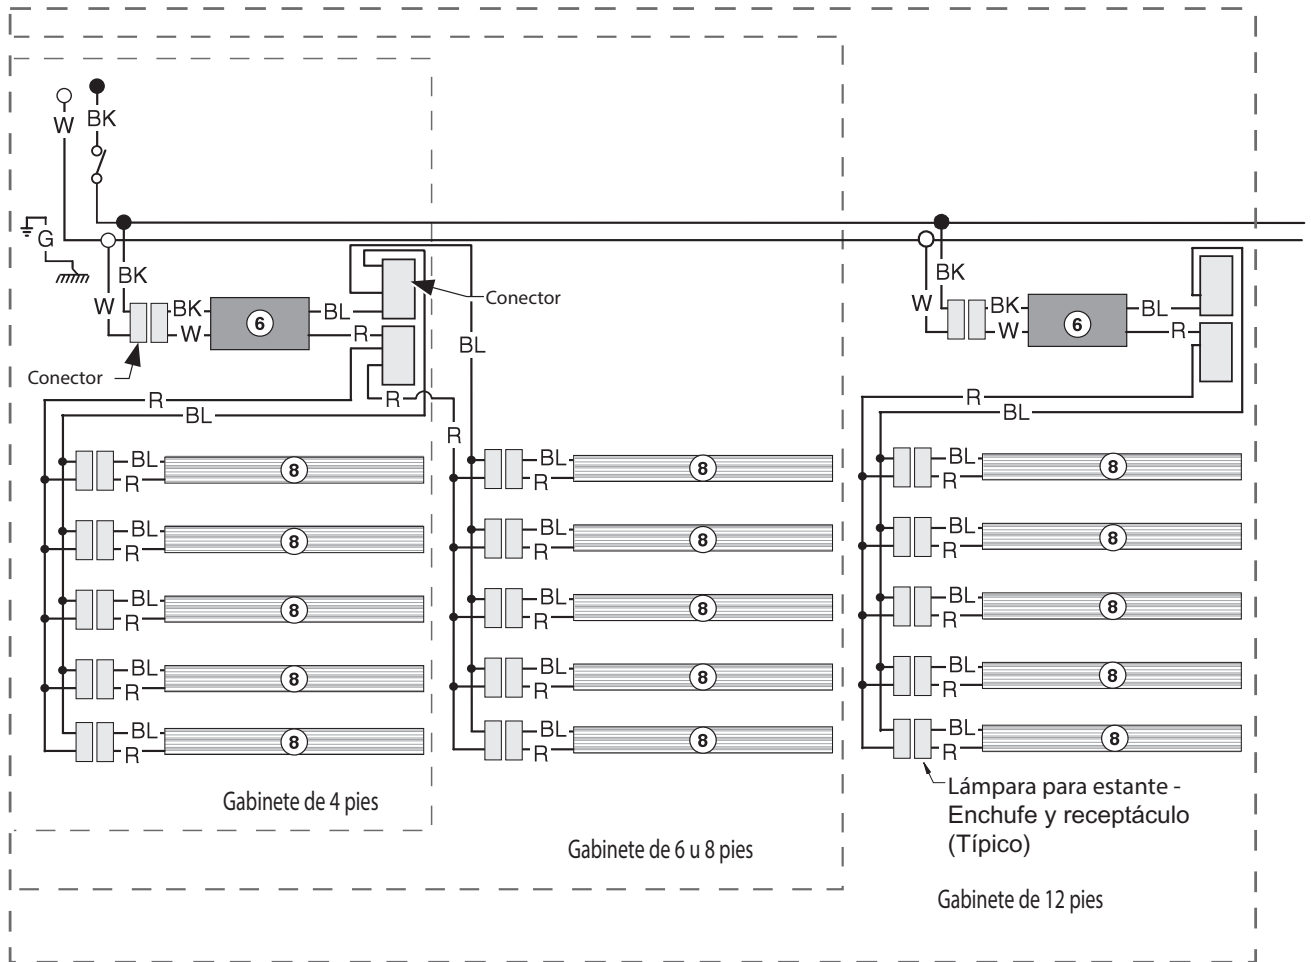 W
BK
G
BK
W
BK
W
6
BL
R
Conector
Conector
BL
R
BL
R
R
BL
R
8
BL
R
8
BL
R
8
BL
R
8
BL
R
8
BL
R
8
BL
R
8
BL
R
8
BL
R
8
BL
R
8
BK
W
BK
W
6
BL
R
R
BL
BL
R
8
BL
R
8
BL
R
8
BL
R
8
BL
R
8
Lámpara para estante -
Enchufe y receptáculo
(Típico)
Gabinete de 4 pies
Gabinete de 6 u 8 pies
Gabinete de 12 pies